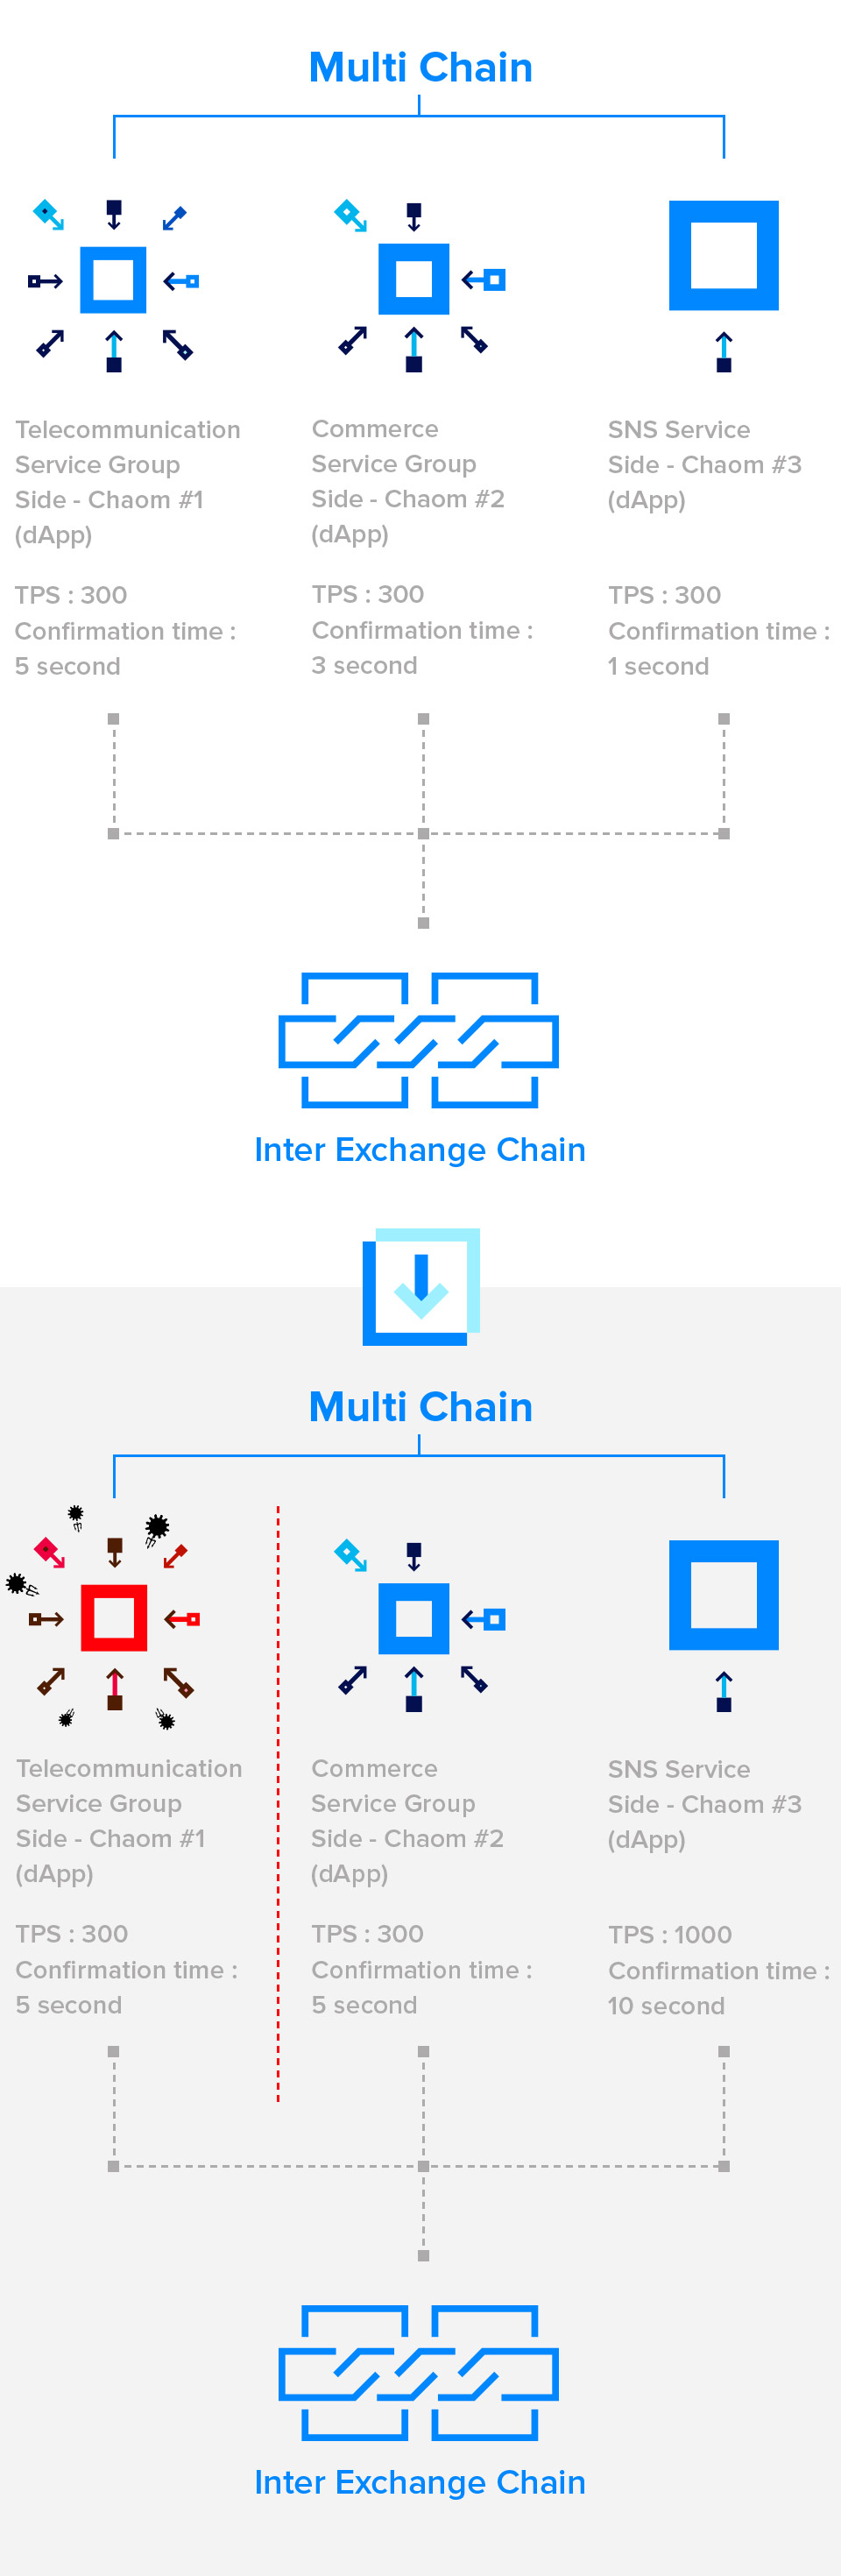 Multi Chain
Telecommunication
Service Group
Side - Chaom #1
(dApp)
TPS : 300
Confirmation time :
5 second
Commerce
Service Group
Side - Chaom #2
(dApp)
TPS : 300
Confirmation time :
3 second
SNS Service
Side - Chaom #3
(dApp)
TPS : 300
Confirmation time :
1 second
Inter Exchange Chain
Multi Chain
Telecommunication
Service Group
Side - Chaom #1
(dApp)
TPS : 300
Confirmation time :
5 second
Commerce
Service Group
Side - Chaom #2
(dApp)
TPS : 300
Confirmation time :
5 second
SNS Service
Side - Chaom #3
(dApp)
TPS : 1000
Confirmation time :
10 second
Inter Exchange Chain